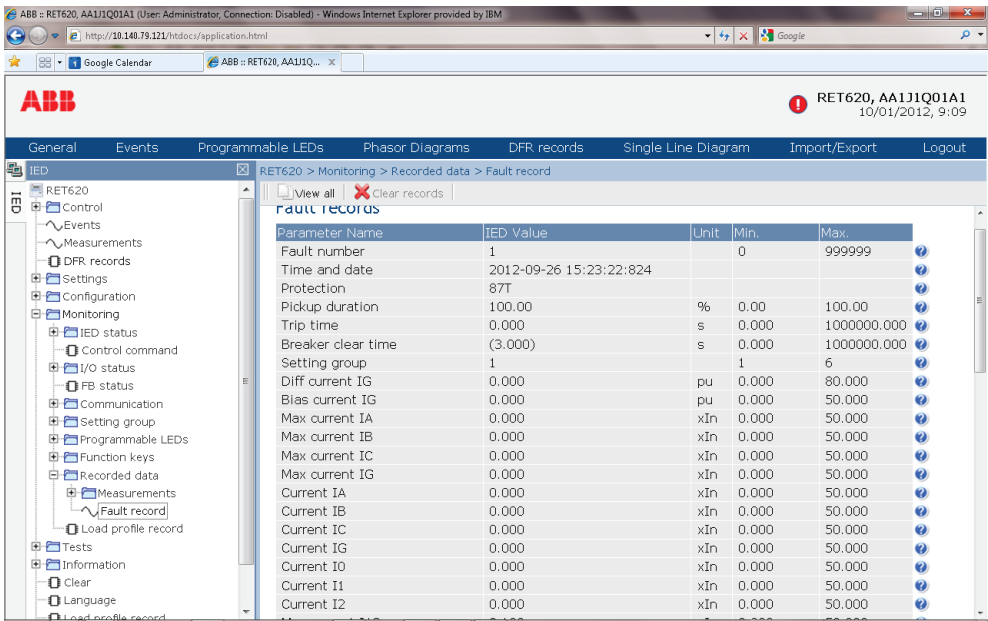 ABB :: RET620, AA1J1Q01A1 (User: Administrator, Connection: Disabled) - Windows Internet Explorer provided by IBM
http://10.140.79.121/htdocs/application.html
Google
Google Calendar
ABB :: RET620, AA1J1Q...
ABB
RET620, AA1J1Q01A1
10/01/2012, 9:09
General Events Programmable LEDs Phasor Diagrams DFR records Single Line Diagram Import/Export Logout
IED
IED
RET620
Control
Events
Measurements
DFR records
Settings
Configuration
Monitoring
IED status
Control command
I/O status
FB status
Communication
Setting group
Programmable LEDs
Function keys
Recorded data
Measurements
Fault record
Load profile record
Tests
Information
Clear
Language
Load profile record
RET620 > Monitoring > Recorded data > Fault record
View all Clear records
Fault records
Parameter Name IED Value Unit Min. Max.
Fault number 1 0 999999
Time and date 2012-09-26 15:23:22:824
Protection 87T
Pickup duration 100.00 % 0.00 100.00
Trip time 0.000 s 0.000 1000000.000
Breaker clear time (3.000) s 0.000 1000000.000
Setting group 1 1 6
Diff current IG 0.000 pu 0.000 80.000
Bias current IG 0.000 pu 0.000 50.000
Max current IA 0.000 xIn 0.000 50.000
Max current IB 0.000 xIn 0.000 50.000
Max current IC 0.000 xIn 0.000 50.000
Max current IG 0.000 xIn 0.000 50.000
Current IA 0.000 xIn 0.000 50.000
Current IB 0.000 xIn 0.000 50.000
Current IC 0.000 xIn 0.000 50.000
Current IG 0.000 xIn 0.000 50.000
Current I0 0.000 xIn 0.000 50.000
Current I1 0.000 xIn 0.000 50.000
Current I2 0.000 xIn 0.000 50.000